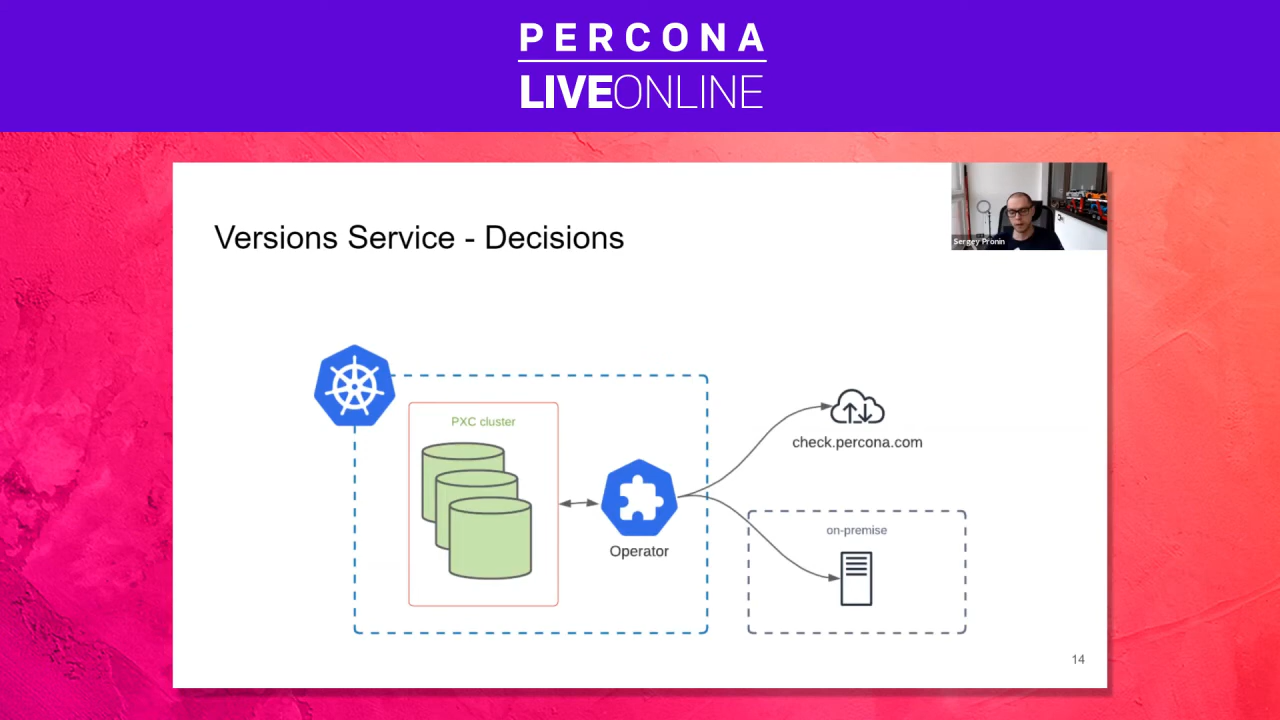 PERCONA
LIVEONLINE
Sergey Pronin
Versions Service - Decisions
PXC cluster
Operator
check.percona.com
on-premise
14